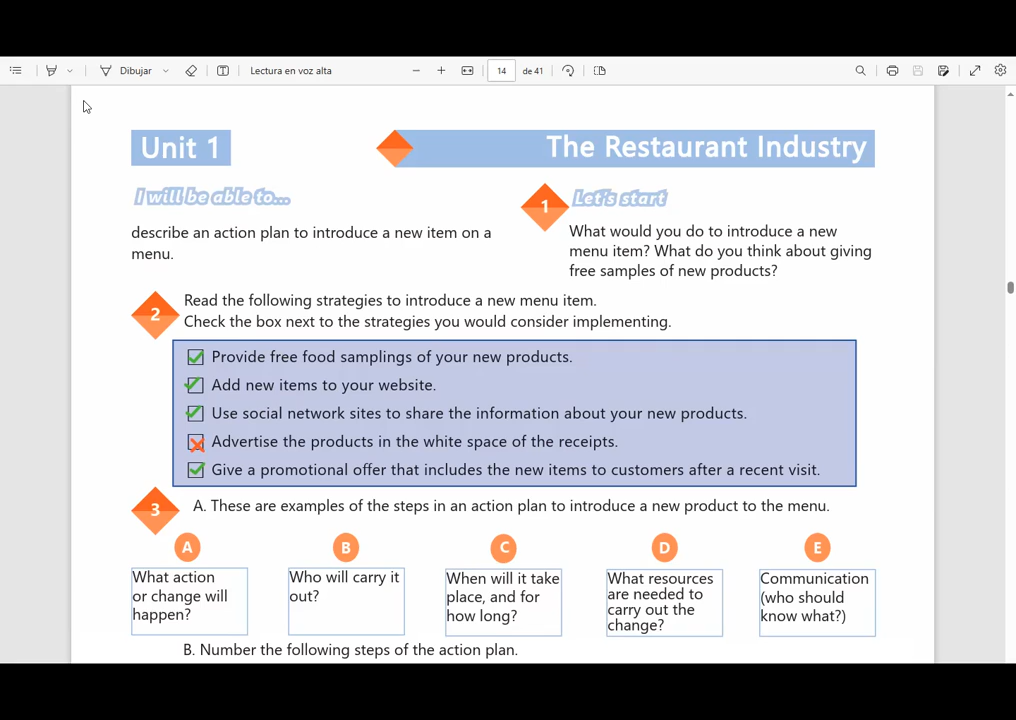 Dibujar
Lectura en voz alta
14
de 41
Unit 1
The Restaurant Industry
I will be able to...
describe an action plan to introduce a new item on a
menu.
1
Let's start
What would you do to introduce a new
menu item? What do you think about giving
free samples of new products?
2
Read the following strategies to introduce a new menu item.
Check the box next to the strategies you would consider implementing.
Provide free food samplings of your new products.
Add new items to your website.
Use social network sites to share the information about your new products.
Advertise the products in the white space of the receipts.
Give a promotional offer that includes the new items to customers after a recent visit.
3
A. These are examples of the steps in an action plan to introduce a new product to the menu.
A
What action
or change will
happen?
B
Who will carry it
out?
C
When will it take
place, and for
how long?
D
What resources
are needed to
carry out the
change?
E
Communication
(who should
know what?)
B. Number the following steps of the action plan.